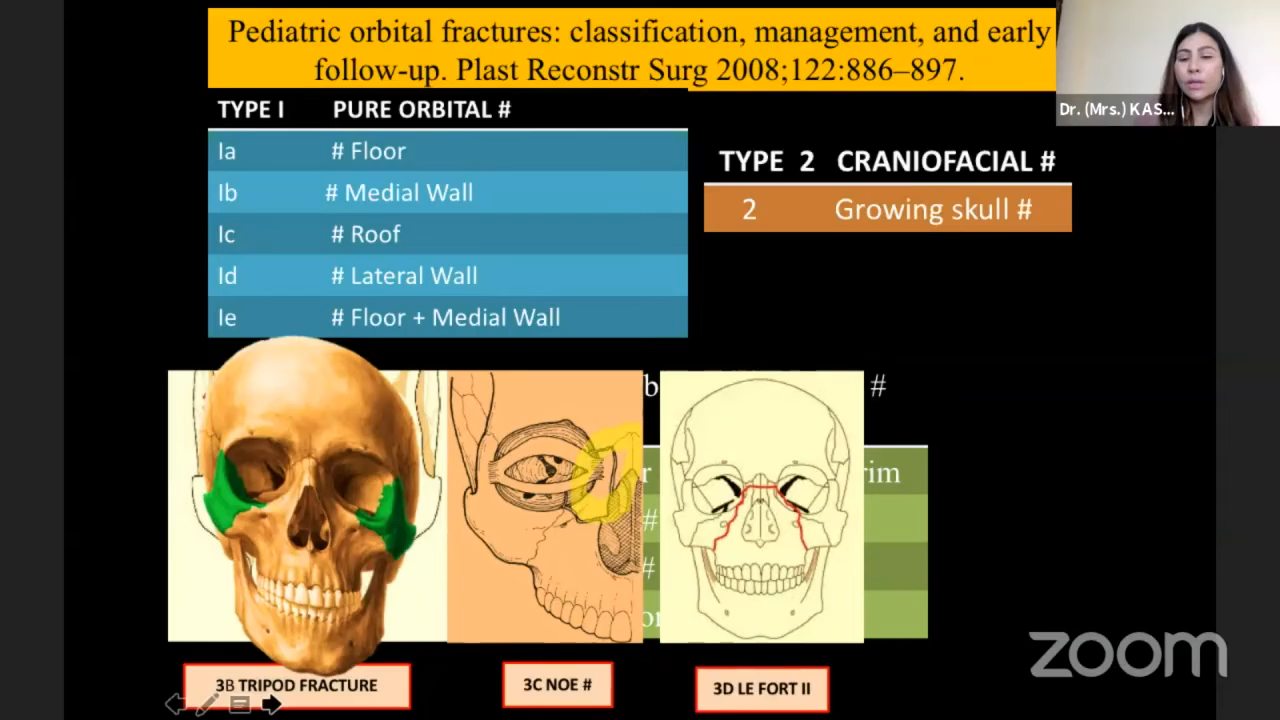 Pediatric orbital fractures: classification, management, and early
follow-up. Plast Reconstr Surg 2008;122:886–897.
Dr. (Mrs.) KAS...
TYPE I PURE ORBITAL #
Ia # Floor
Ib # Medial Wall
Ic # Roof
Id # Lateral Wall
Ie # Floor + Medial Wall
TYPE 2 CRANIOFACIAL #
2 Growing skull #
#
rim
#
#
3B TRIPOD FRACTURE
3C NOE #
3D LE FORT II
zoom